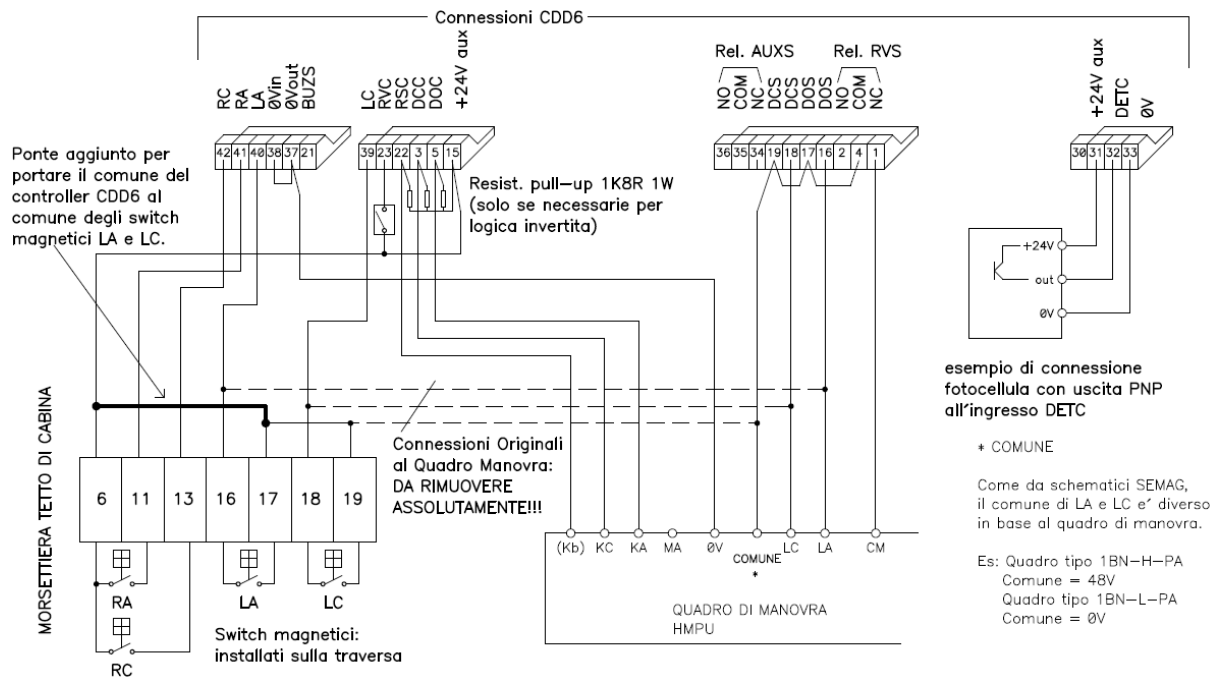 Connessioni CDD6
RC
RA
LA
0Vin
0Vout
BUZS
LC
RVC
RSC
DCC
DOC
+24V aux
Rel. AUXS
Rel. RVS
NO
COM
NC
DCS
DCS
DOS
DOS
NO
COM
NC
+24V aux
DETC
0V
42 41 40 38 37 21
39 23 22 3 5 15
36 35 34 19 18 17 16 2 4 1
30 31 32 33
Ponte aggiunto per
portare il comune del
controller CDD6 al
comune degli switch
magnetici LA e LC.
Resist. pull-up 1K8R 1W
(solo se necessarie per
logica invertita)
+24V
out
0V
esempio di connessione
fotocellula con uscita PNP
all'ingresso DETC
Connessioni Originali
al Quadro Manovra:
DA RIMUOVERE
ASSOLUTAMENTE!!!
* COMUNE
Come da schematici SEMAG,
il comune di LA e LC e' diverso
in base al quadro di manovra.
Es: Quadro tipo 1BN-H-PA
Comune = 48V
Quadro tipo 1BN-L-PA
Comune = 0V
MORSETTIERA TETTO DI CABINA
6 11 13 16 17 18 19
RA
LA
LC
RC
Switch magnetici:
installati sulla traversa
(Kb) KC KA MA 0V COMUNE LC LA CM
*
QUADRO DI MANOVRA
HMPU